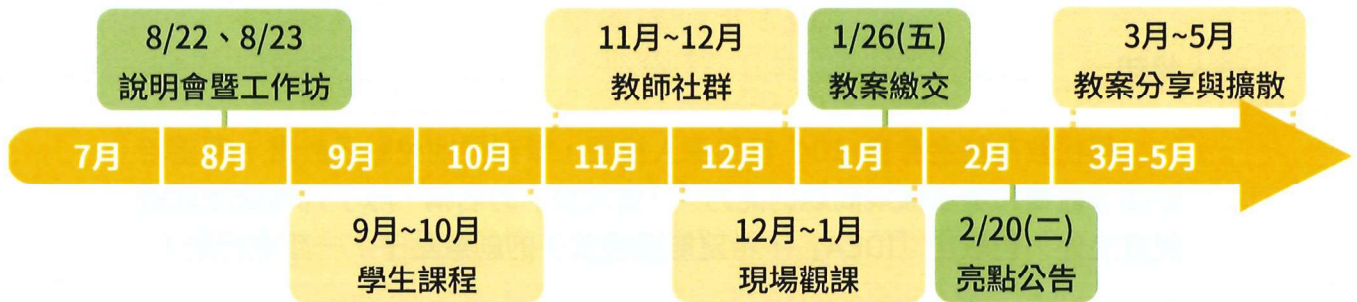 8/22、8/23
說明會暨工作坊
11月~12月
教師社群
1/26(五)
教案繳交
3月~5月
教案分享與擴散
7月
8月
9月
10月
11月
12月
1月
2月
3月-5月
9月~10月
學生課程
12月~1月
現場觀課
2/20(二)
亮點公告